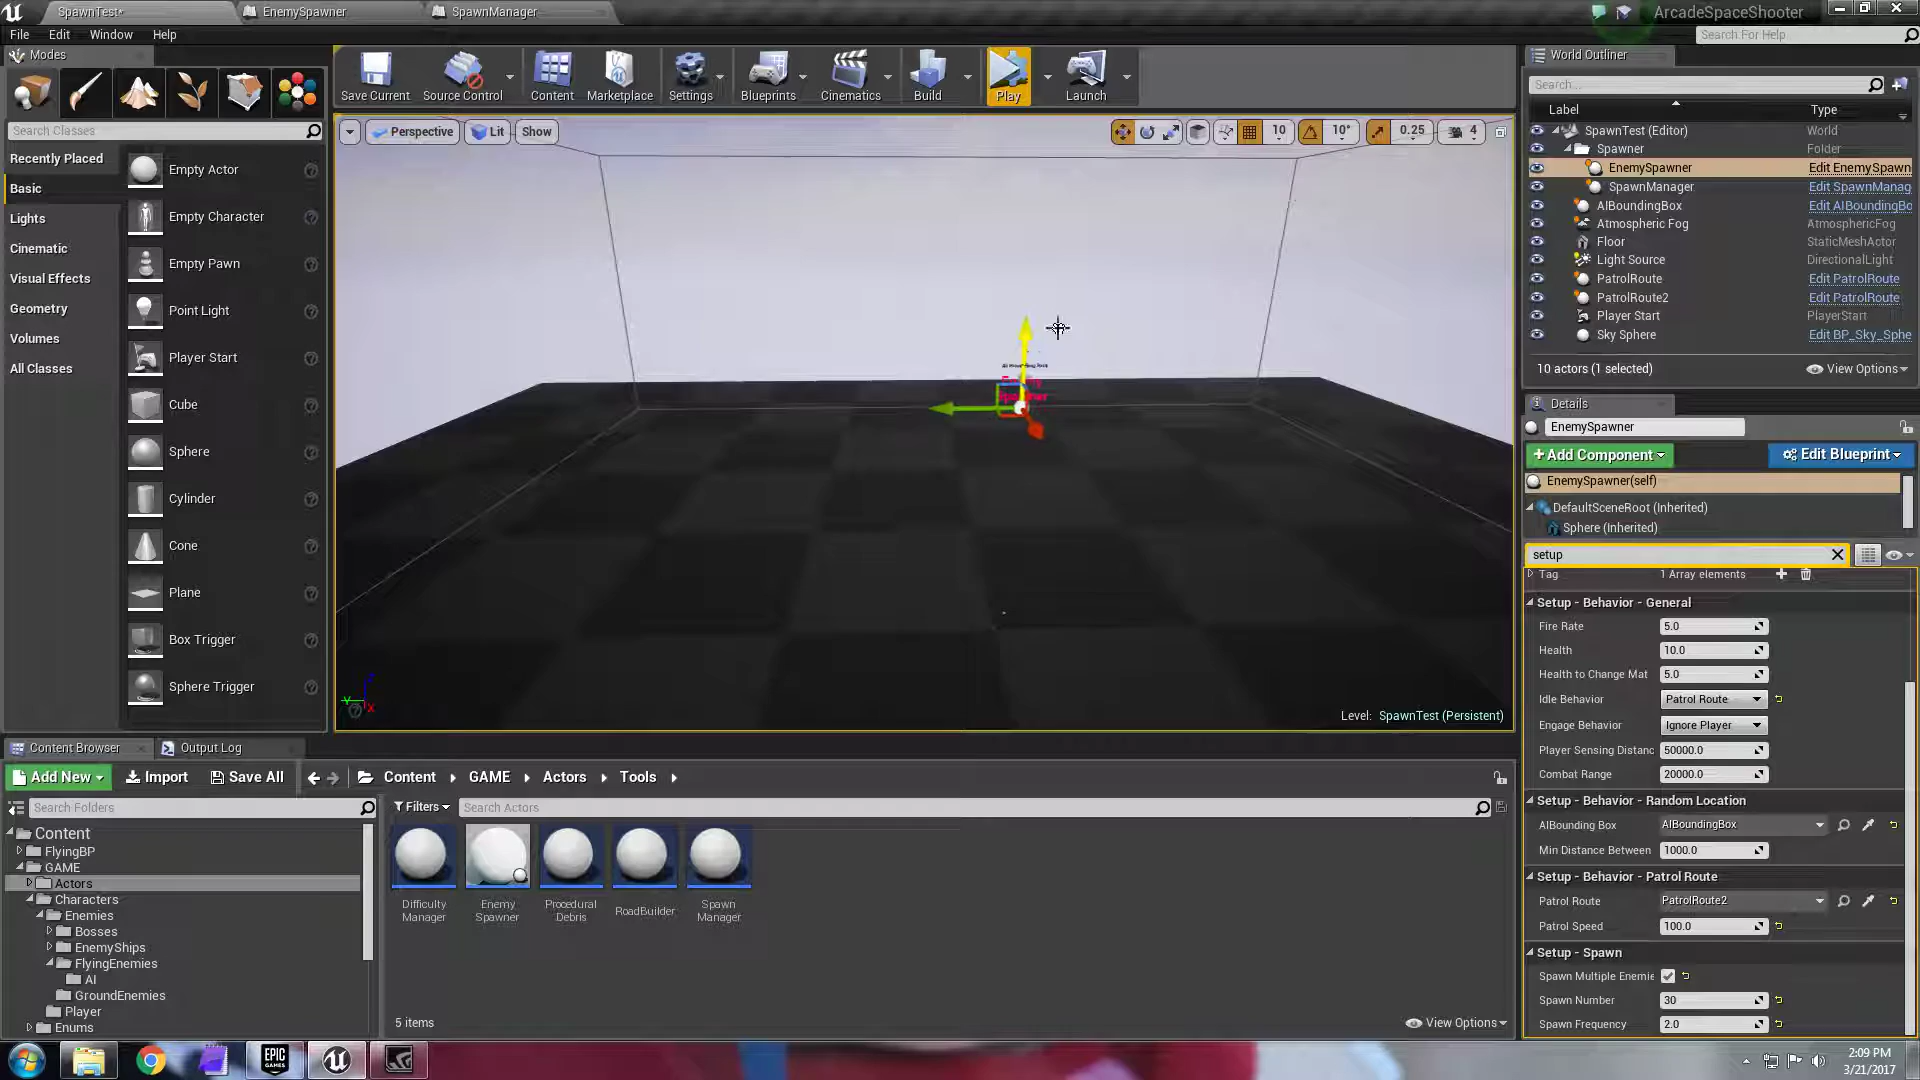 SpawnTest*
EnemySpawner
SpawnManager
ArcadeSpaceShooter
File Edit Window Help
Search For Help
Modes
Save Current
Source Control
Content
Marketplace
Settings
Blueprints
Cinematics
Build
Play
Launch
Search Classes
Recently Placed
Basic
Lights
Cinematic
Visual Effects
Geometry
Volumes
All Classes
Empty Actor
Empty Character
Empty Pawn
Point Light
Player Start
Cube
Sphere
Cylinder
Cone
Plane
Box Trigger
Sphere Trigger
Perspective Lit Show
10 10° 0.25 4
Level: SpawnTest (Persistent)
World Outliner
Search...
Label Type
SpawnTest (Editor) World
Spawner Folder
EnemySpawner Edit EnemySpawn
SpawnManager Edit SpawnManag
AIBoundingBox Edit AIBoundingBo
Atmospheric Fog AtmosphericFog
Floor StaticMeshActor
Light Source DirectionalLight
PatrolRoute Edit PatrolRoute
PatrolRoute2 Edit PatrolRoute
Player Start PlayerStart
Sky Sphere Edit BP_Sky_Sphe
10 actors (1 selected) View Options
Details
EnemySpawner
+Add Component Edit Blueprint
EnemySpawner(self)
DefaultSceneRoot (Inherited)
Sphere (Inherited)
setup
Tag 1 Array elements
Setup - Behavior - General
Fire Rate 5.0
Health 10.0
Health to Change Mat 5.0
Idle Behavior Patrol Route
Engage Behavior Ignore Player
Player Sensing Distanc 50000.0
Combat Range 20000.0
Setup - Behavior - Random Location
AIBounding Box AIBoundingBox
Min Distance Between 1000.0
Setup - Behavior - Patrol Route
Patrol Route PatrolRoute2
Patrol Speed 100.0
Setup - Spawn
Spawn Multiple Enemie
Spawn Number 30
Spawn Frequency 2.0
Content Browser Output Log
Add New Import Save All Content GAME Actors Tools
Search Folders
Filters Search Actors
Content
FlyingBP
GAME
Actors
Characters
Enemies
Bosses
EnemyShips
FlyingEnemies
AI
GroundEnemies
Player
Enums
Difficulty Manager
Enemy Spawner
Procedural Debris
RoadBuilder
Spawn Manager
5 items View Options
EPIC GAMES
2:09 PM
3/21/2017